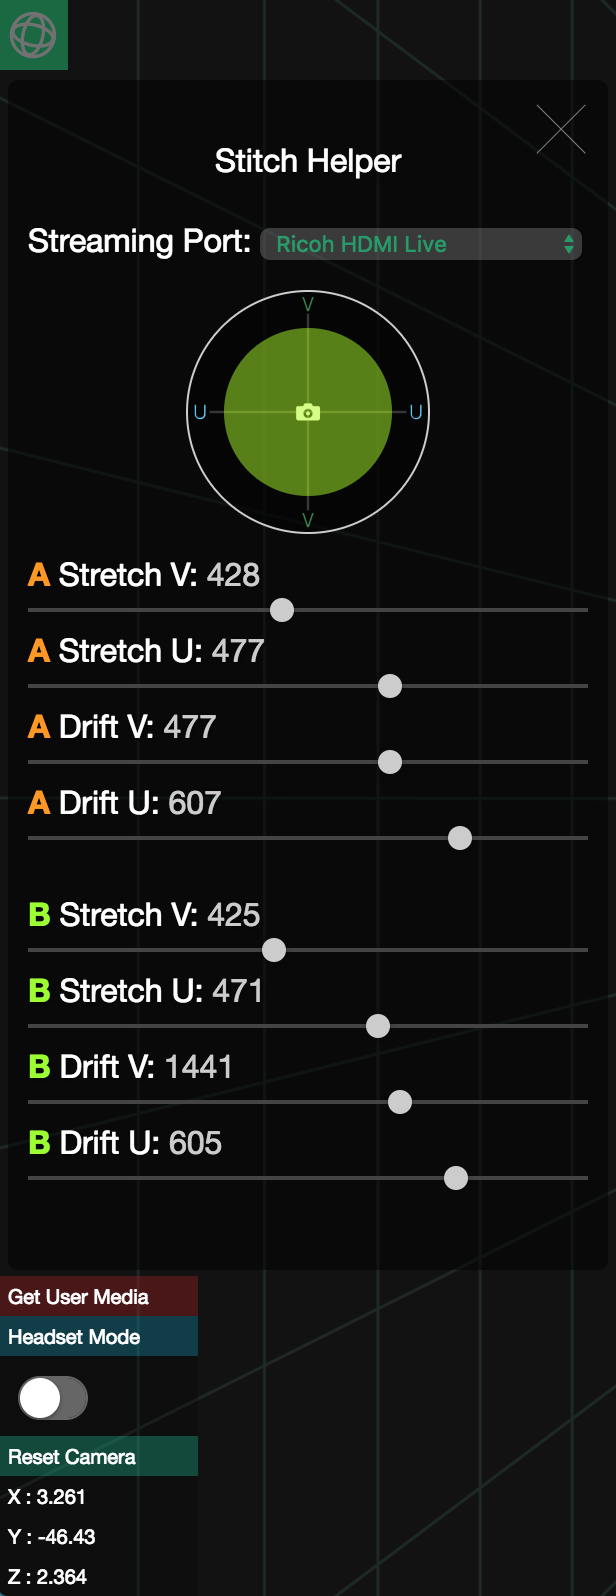 Stitch Helper
Streaming Port: Ricoh HDMI Live
V
U U
V
A Stretch V: 428
A Stretch U: 477
A Drift V: 477
A Drift U: 607
B Stretch V: 425
B Stretch U: 471
B Drift V: 1441
B Drift U: 605
Get User Media
Headset Mode
Reset Camera
X : 3.261
Y : -46.43
Z : 2.364